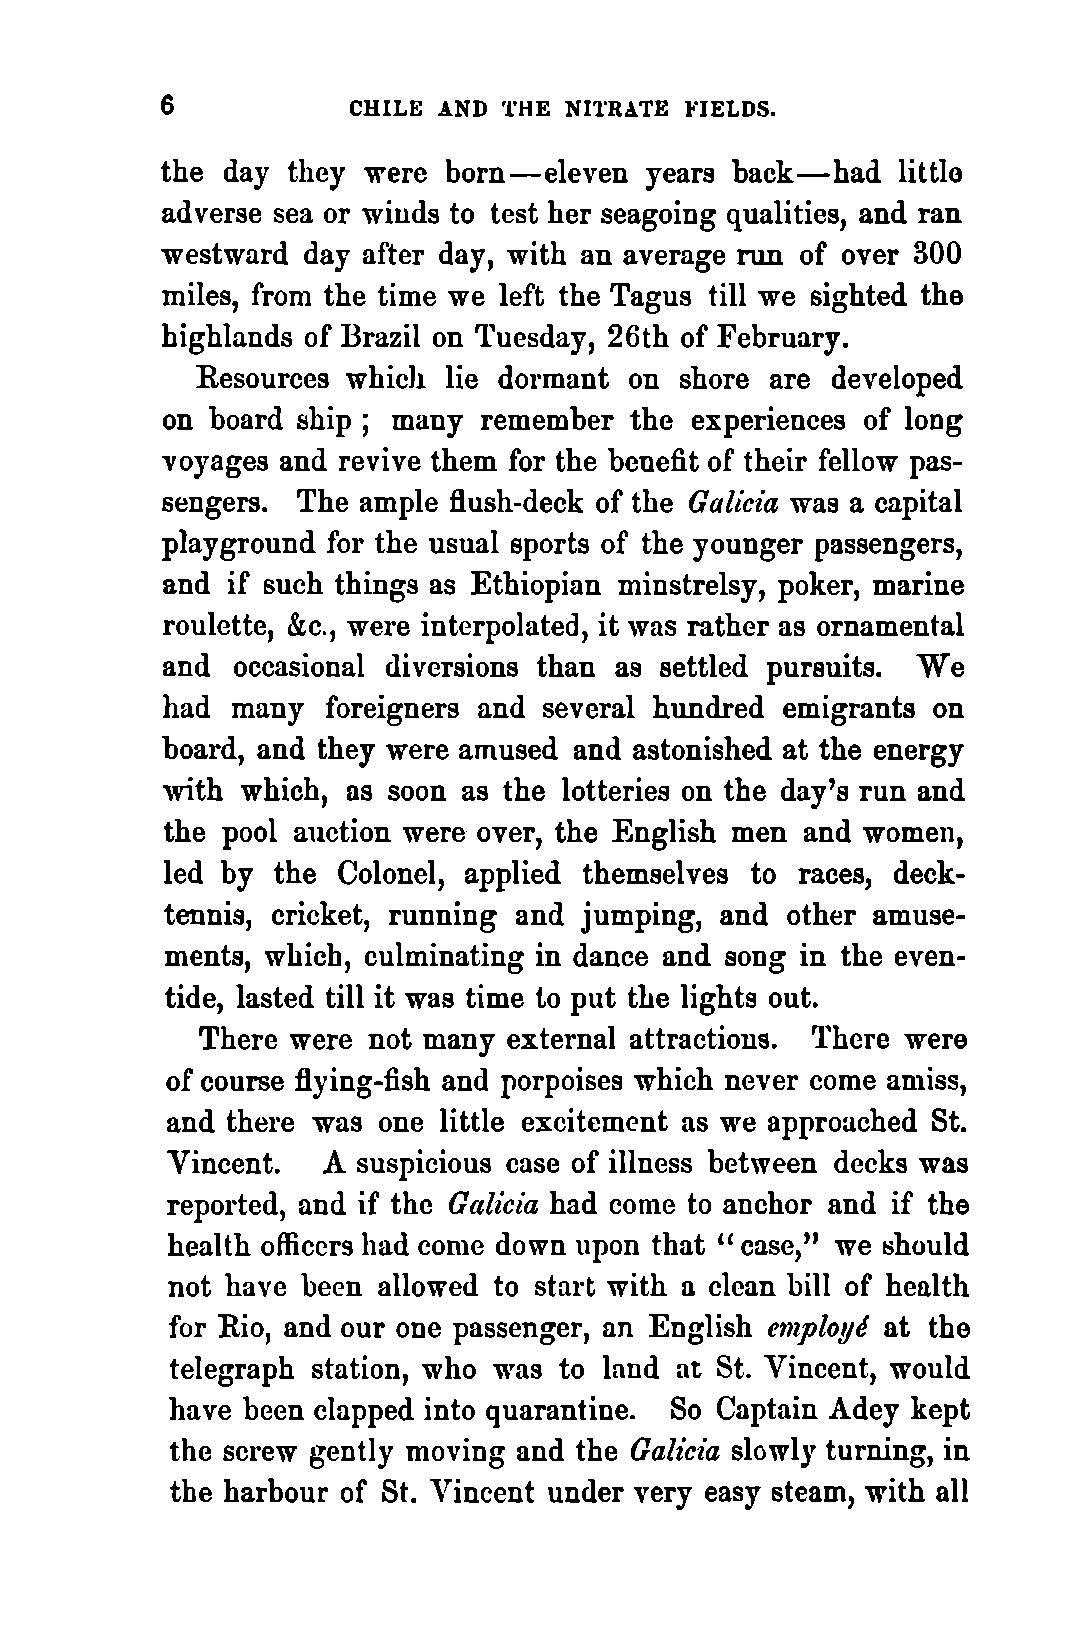 6 CHILE AND THE NITRATE FIELDS.
the day they were born—eleven years back—had little
adverse sea or winds to test her seagoing qualities, and ran
westward day after day, with an average run of over 300
miles, from the time we left the Tagus till we sighted the
highlands of Brazil on Tuesday, 26th of February.
Resources which lie dormant on shore are developed
on board ship ; many remember the experiences of long
voyages and revive them for the benefit of their fellow pas-
sengers. The ample flush-deck of the Galicia was a capital
playground for the usual sports of the younger passengers,
and if such things as Ethiopian minstrelsy, poker, marine
roulette, &c., were interpolated, it was rather as ornamental
and occasional diversions than as settled pursuits. We
had many foreigners and several hundred emigrants on
board, and they were amused and astonished at the energy
with which, as soon as the lotteries on the day's run and
the pool auction were over, the English men and women,
led by the Colonel, applied themselves to races, deck-
tennis, cricket, running and jumping, and other amuse-
ments, which, culminating in dance and song in the even-
tide, lasted till it was time to put the lights out.
There were not many external attractions. There were
of course flying-fish and porpoises which never come amiss,
and there was one little excitement as we approached St.
Vincent. A suspicious case of illness between decks was
reported, and if the Galicia had come to anchor and if the
health officers had come down upon that "case," we should
not have been allowed to start with a clean bill of health
for Rio, and our one passenger, an English employé at the
telegraph station, who was to land at St. Vincent, would
have been clapped into quarantine. So Captain Adey kept
the screw gently moving and the Galicia slowly turning, in
the harbour of St. Vincent under very easy steam, with all